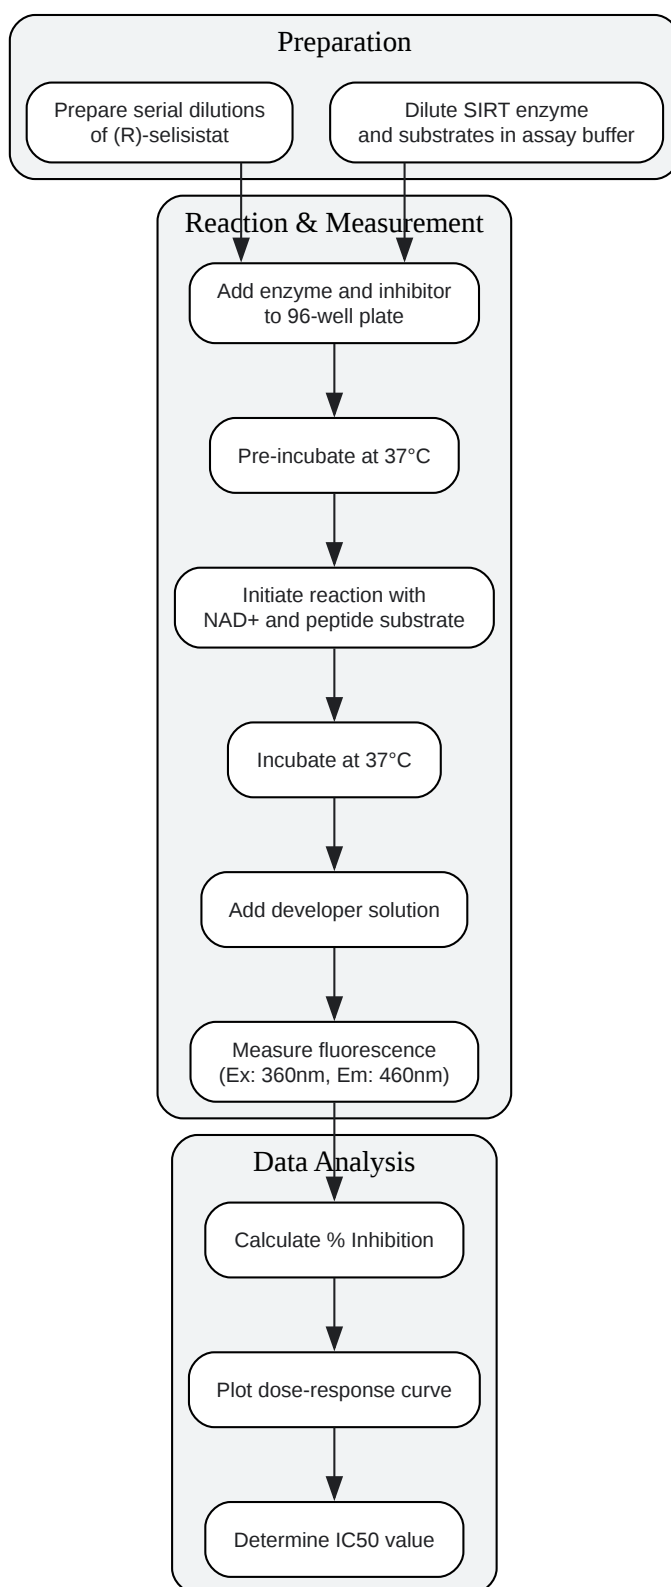 Preparation
Prepare serial dilutions
of (R)-selisistat
Dilute SIRT enzyme
and substrates in assay buffer
Reaction & Measurement
Add enzyme and inhibitor
to 96-well plate
Pre-incubate at 37°C
Initiate reaction with
NAD+ and peptide substrate
Incubate at 37°C
Add developer solution
Measure fluorescence
(Ex: 360nm, Em: 460nm)
Data Analysis
Calculate % Inhibition
Plot dose-response curve
Determine IC50 value